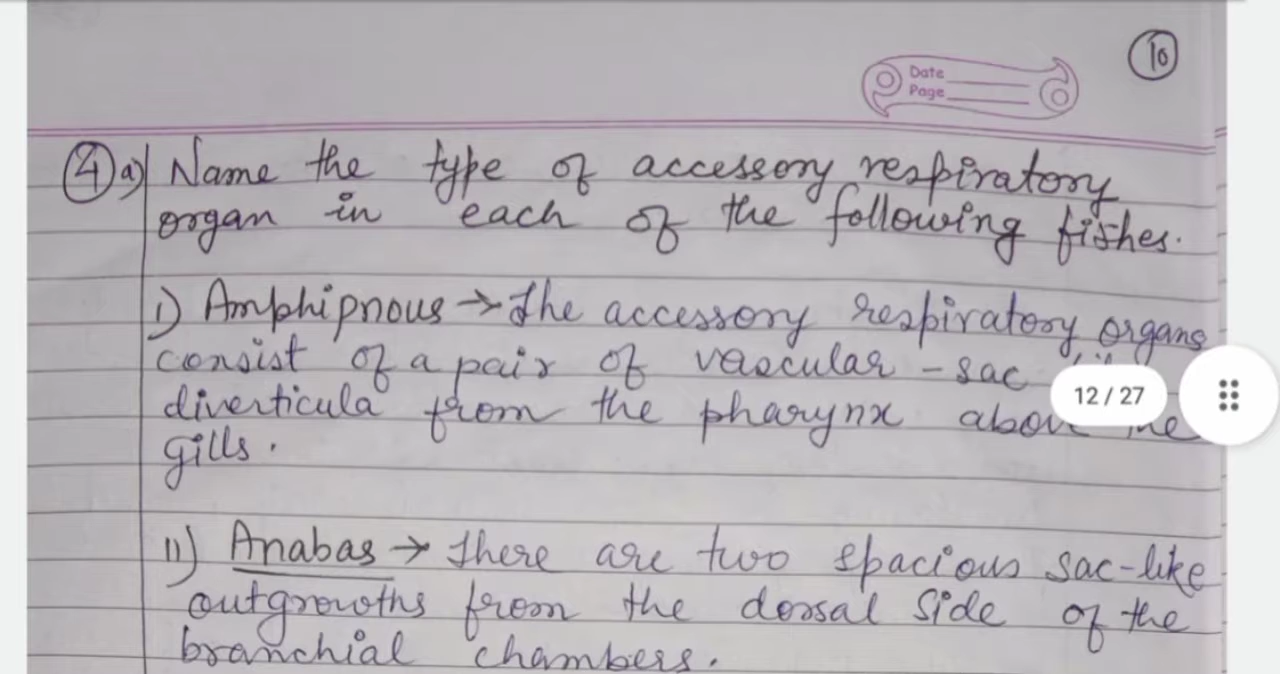 10
Date
Page
4 a) Name the type of accessory respiratory
organ in each of the following fishes.
i) Amphipnous → The accessory respiratory organs
consist of a pair of vascular - sac
12 / 27
diverticula from the pharynx above the
gills.
ii) Anabas → There are two spacious sac-like
outgrowths from the dorsal side of the
branchial chambers.